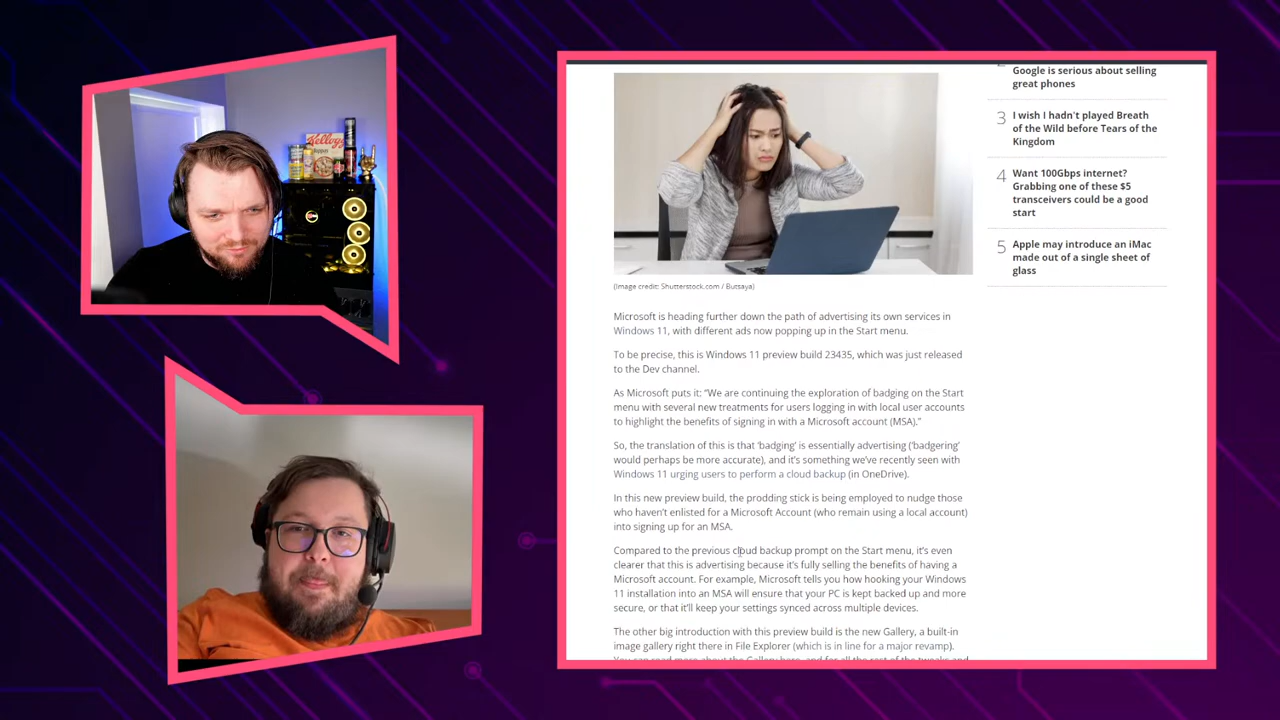 Kellogg's
(Image credit: Shutterstock.com / Butsaya)
Microsoft is heading further down the path of advertising its own services in
Windows 11, with different ads now popping up in the Start menu.
To be precise, this is Windows 11 preview build 23435, which was just released
to the Dev channel.
As Microsoft puts it: “We are continuing the exploration of badging on the Start
menu with several new treatments for users logging in with local user accounts
to highlight the benefits of signing in with a Microsoft account (MSA).”
So, the translation of this is that ‘badging’ is essentially advertising (‘badgering’
would perhaps be more accurate), and it’s something we’ve recently seen with
Windows 11 urging users to perform a cloud backup (in OneDrive).
In this new preview build, the prodding stick is being employed to nudge those
who haven’t enlisted for a Microsoft Account (who remain using a local account)
into signing up for an MSA.
Compared to the previous cloud backup prompt on the Start menu, it’s even
clearer that this is advertising because it’s fully selling the benefits of having a
Microsoft account. For example, Microsoft tells you how hooking your Windows
11 installation into an MSA will ensure that your PC is kept backed up and more
secure, or that it’ll keep your settings synced across multiple devices.
The other big introduction with this preview build is the new Gallery, a built-in
image gallery right there in File Explorer (which is in line for a major revamp).
Google is serious about selling
great phones
3 I wish I hadn't played Breath
of the Wild before Tears of the
Kingdom
4 Want 100Gbps internet?
Grabbing one of these $5
transceivers could be a good
start
5 Apple may introduce an iMac
made out of a single sheet of
glass